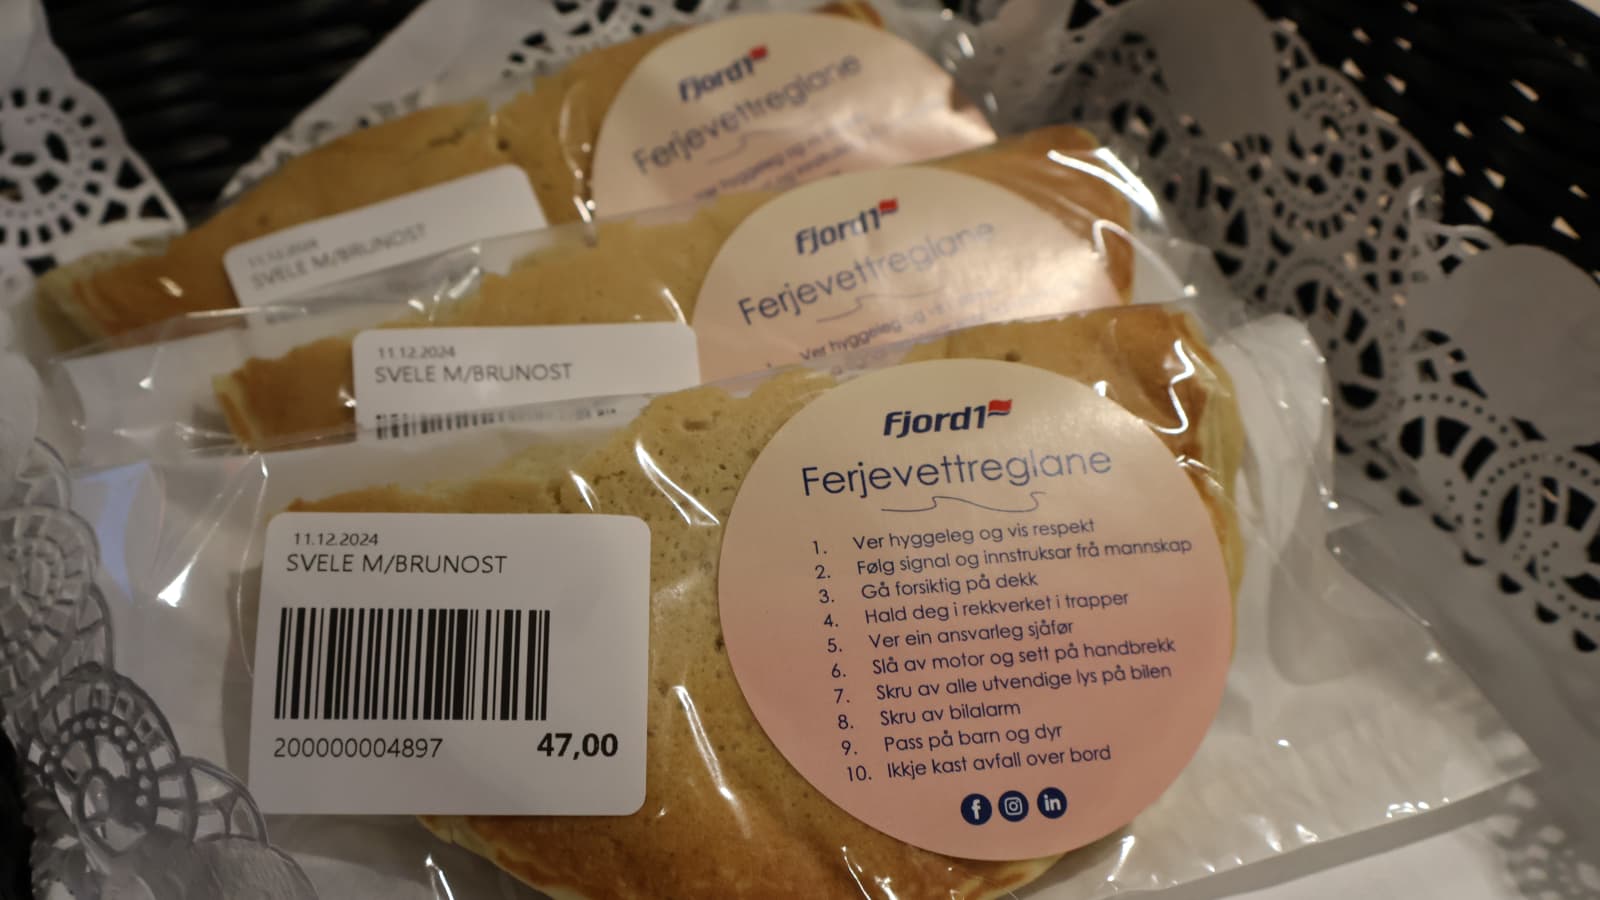 Fjord1
Ferjevettreglane
SVELE M/BRUNOST
Fjord1
Ferjevettreglane
Ver hyggeleg og
11.12.2024
SVELE M/BRUNOST
Fjord1
Ferjevettreglane
1. Ver hyggeleg og vis respekt
2. Følg signal og innstruksar frå mannskap
3. Gå forsiktig på dekk
4. Hald deg i rekkverket i trapper
5. Ver ein ansvarleg sjåfør
6. Slå av motor og sett på handbrekk
7. Skru av alle utvendige lys på bilen
8. Skru av bilalarm
9. Pass på barn og dyr
10. Ikkje kast avfall over bord
11.12.2024
SVELE M/BRUNOST
200000004897 47,00